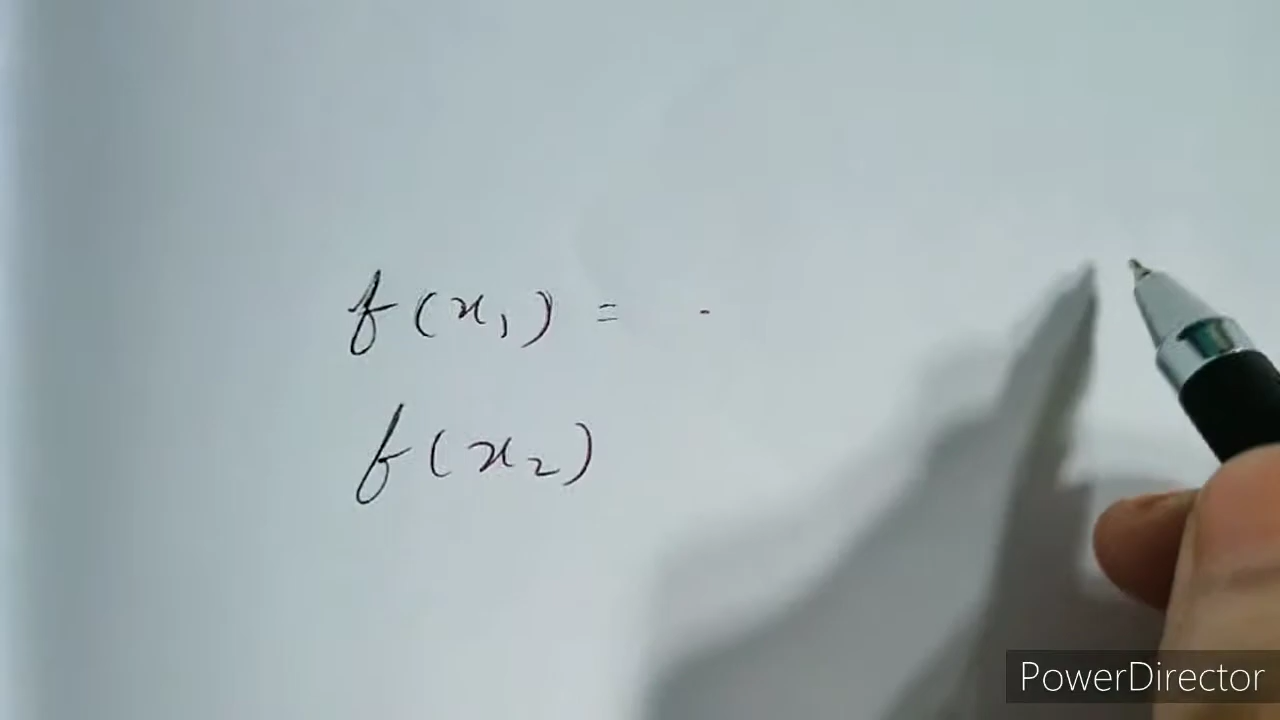 f(x₁) = -
f(x₂)
PowerDirector